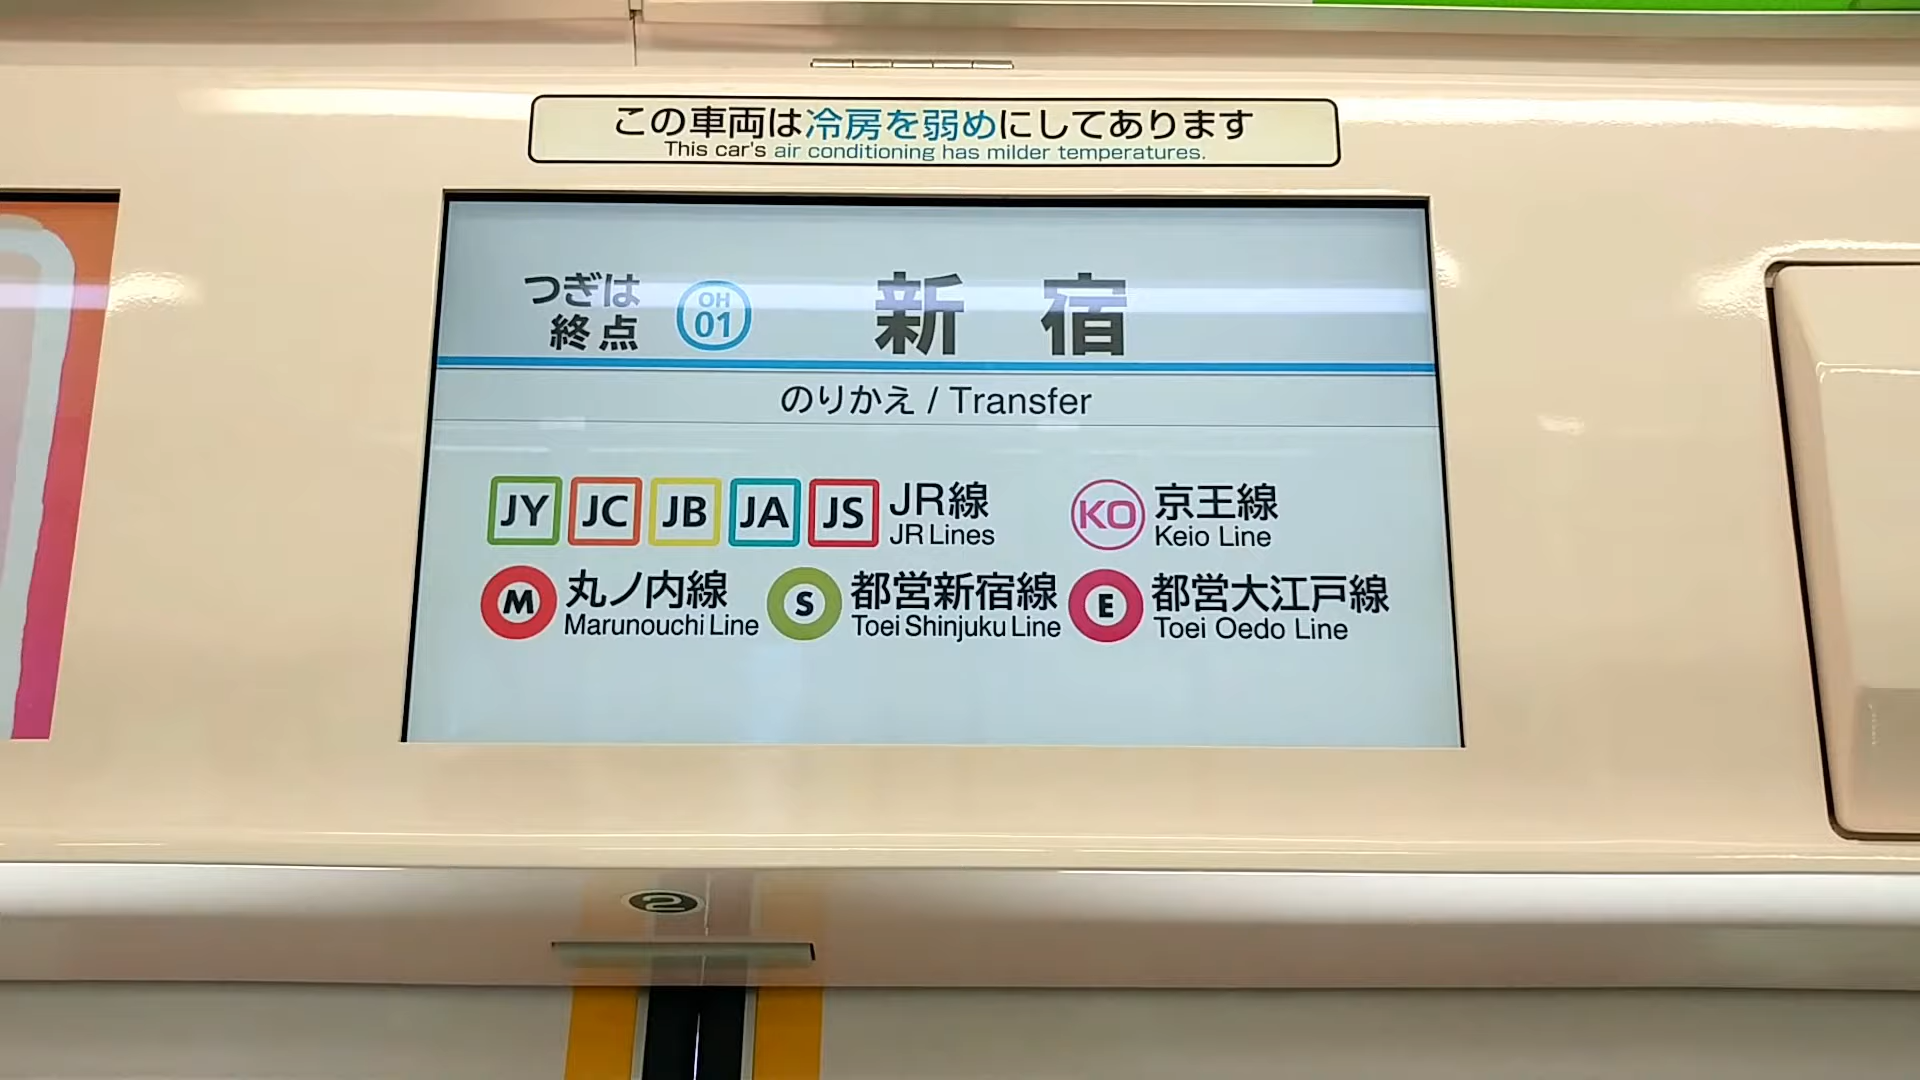 この車両は冷房を弱めにしてあります
This car's air conditioning has milder temperatures.
つぎは
終点
OH
01
新宿
のりかえ / Transfer
JY JC JB JA JS JR線
JR Lines
KO 京王線
Keio Line
M 丸ノ内線
Marunouchi Line
S 都営新宿線
Toei Shinjuku Line
E 都営大江戸線
Toei Oedo Line
2